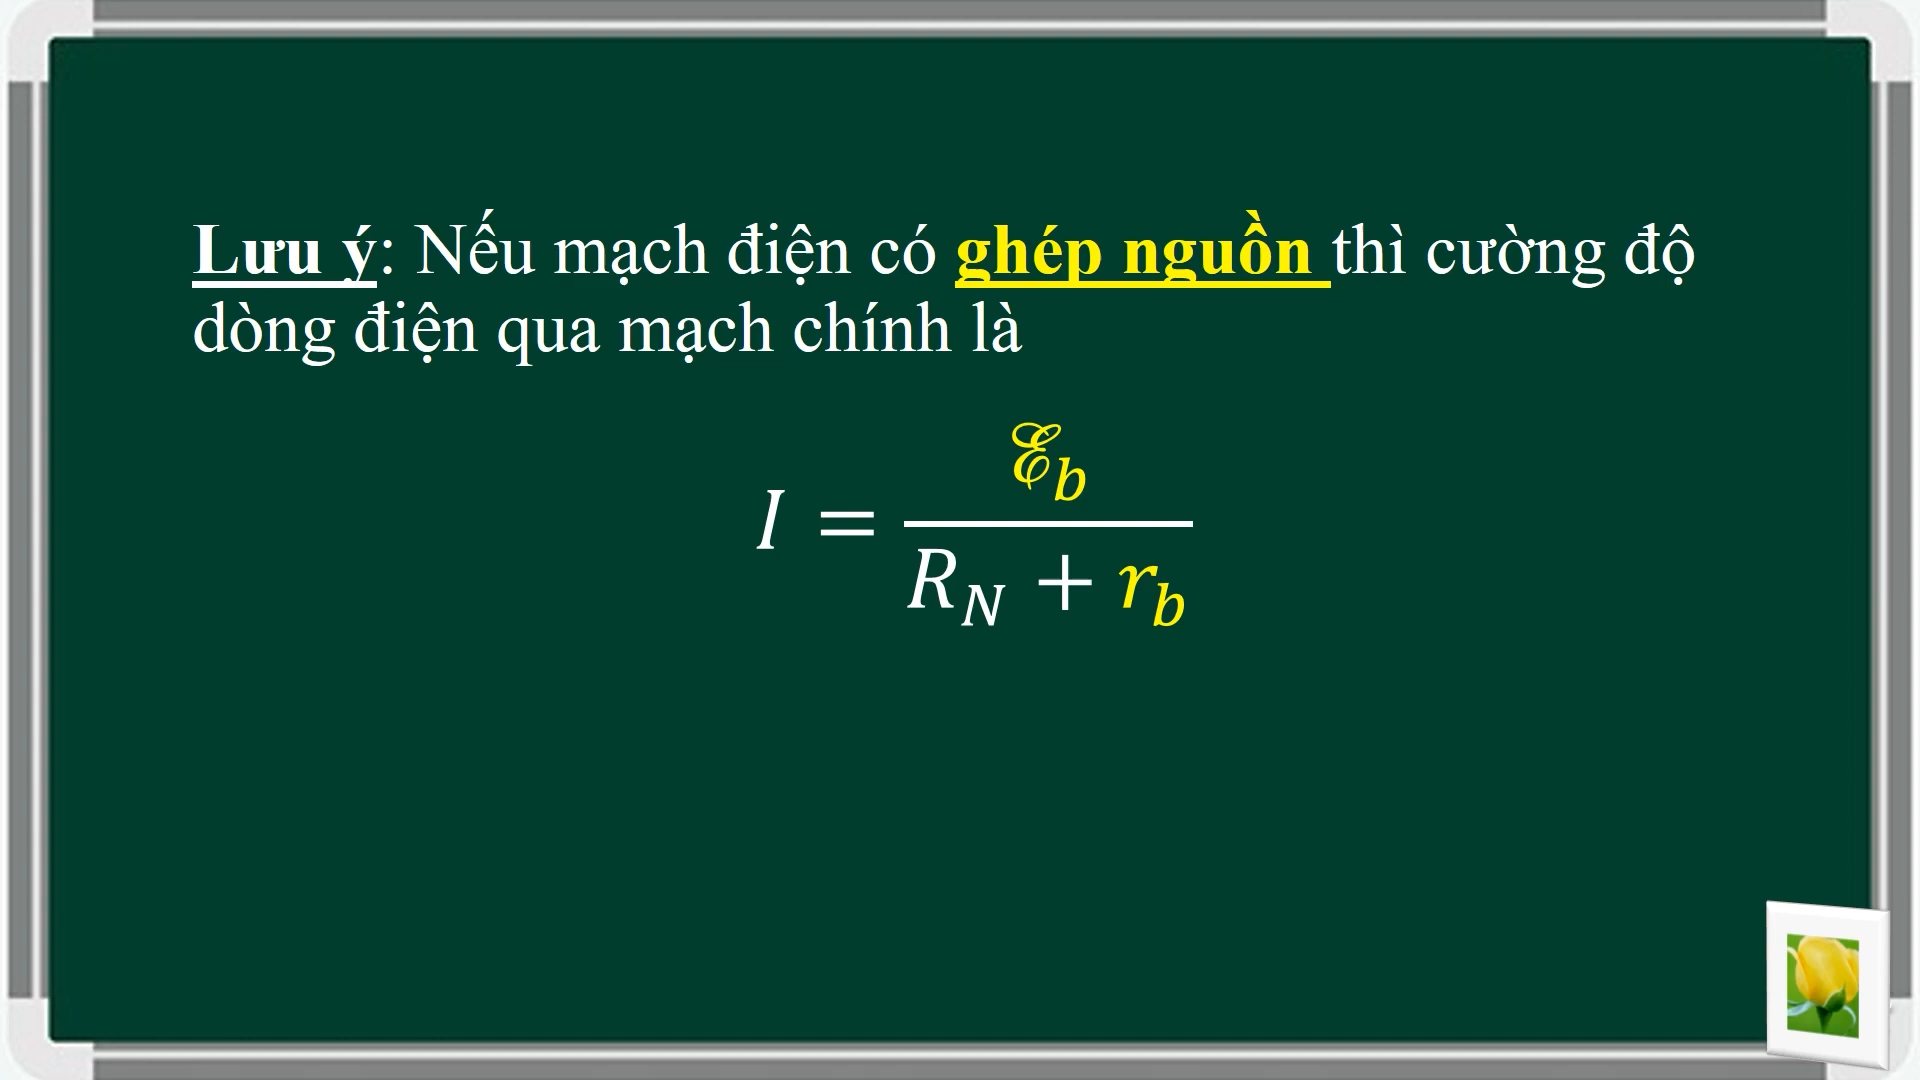 Lưu ý: Nếu mạch điện có ghép nguồn thì cường độ
dòng điện qua mạch chính là
I = ℰ_b / (R_N + r_b)